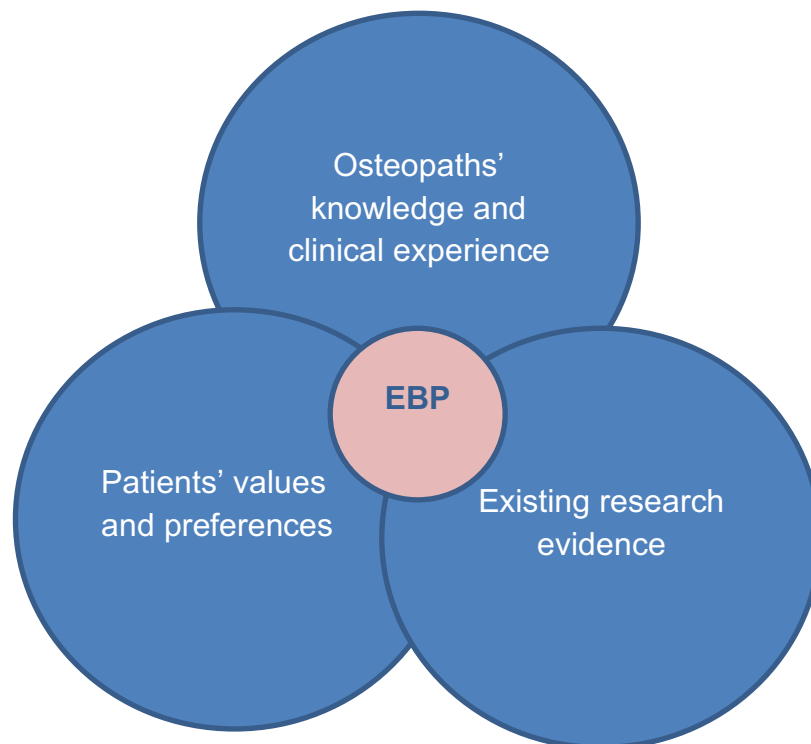 Osteopaths’
knowledge and
clinical experience
EBP
Patients’ values
and preferences
Existing research
evidence